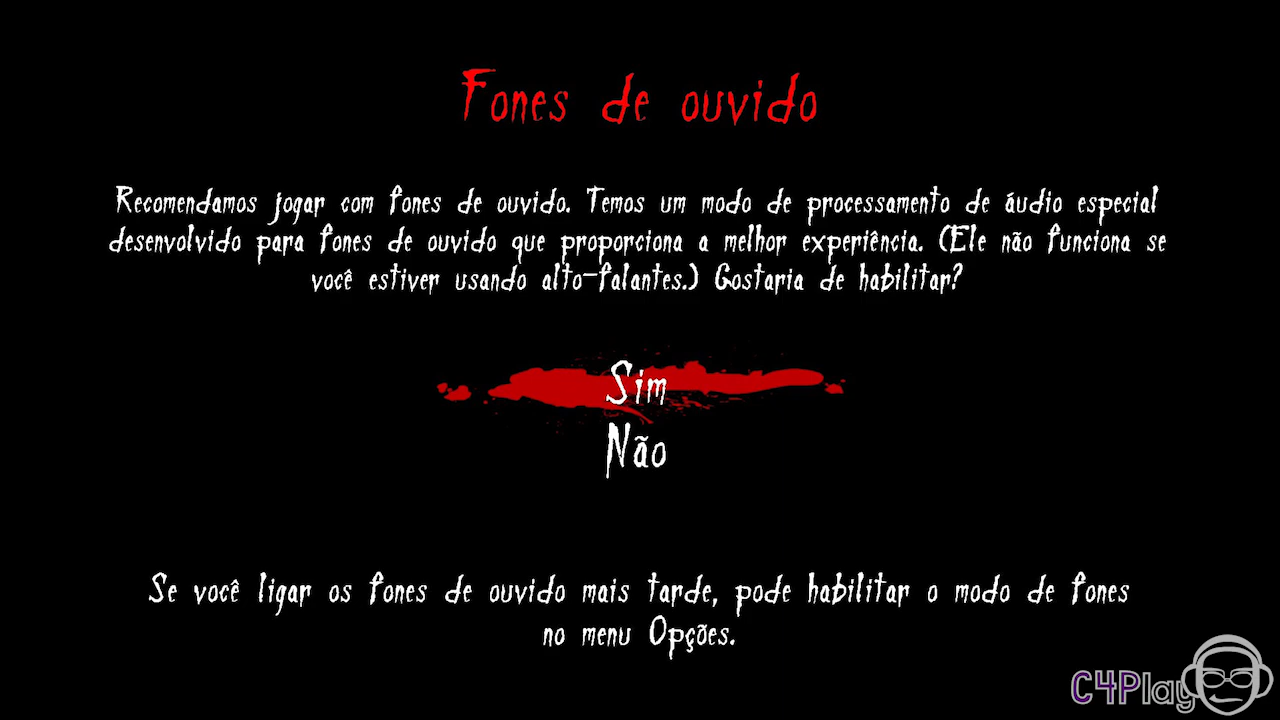 Fones de ouvido
Recomendamos jogar com fones de ouvido. Temos um modo de processamento de áudio especial
desenvolvido para fones de ouvido que proporciona a melhor experiência. (Ele não funciona se
você estiver usando alto-falantes.) Gostaria de habilitar?
Sim
Não
Se você ligar os fones de ouvido mais tarde, pode habilitar o modo de fones
no menu Opções.
C4Play